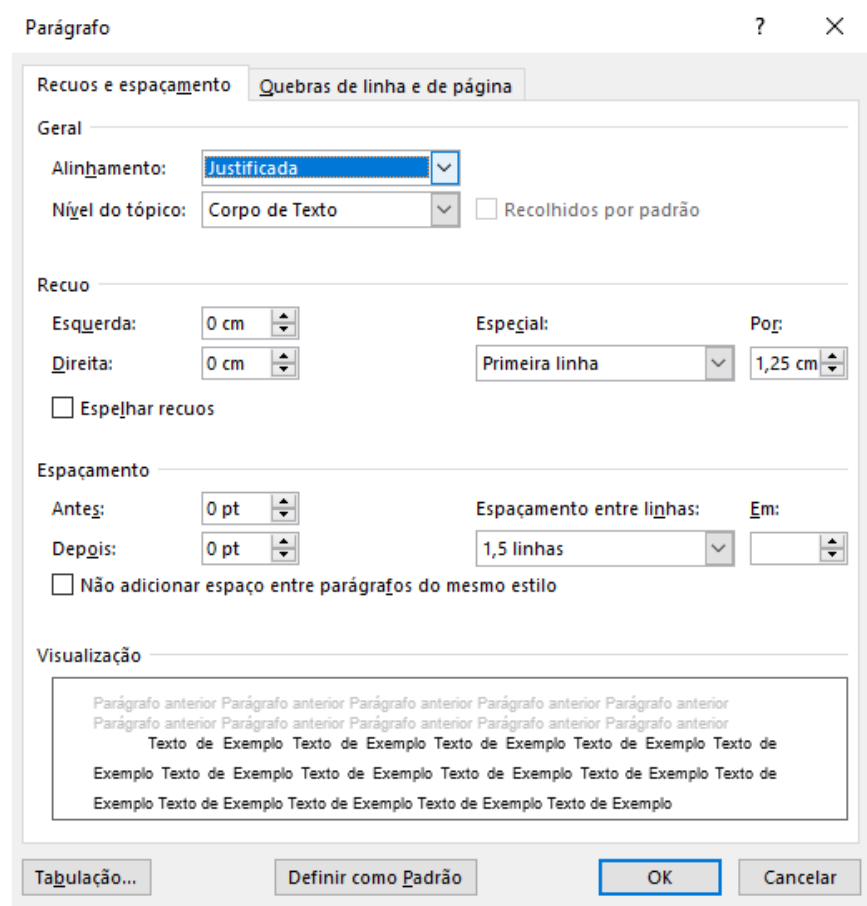 Parágrafo ?
Recuos e espaçamento Quebras de linha e de página
Geral
Alinhamento: Justificada
Nível do tópico: Corpo de Texto Recolhidos por padrão
Recuo
Esquerda: 0 cm Especial: Por:
Direita: 0 cm Primeira linha 1,25 cm
Espelhar recuos
Espaçamento
Antes: 0 pt Espaçamento entre linhas: Em:
Depois: 0 pt 1,5 linhas
Não adicionar espaço entre parágrafos do mesmo estilo
Visualização
Parágrafo anterior Parágrafo anterior Parágrafo anterior Parágrafo anterior Parágrafo anterior
Parágrafo anterior Parágrafo anterior Parágrafo anterior Parágrafo anterior Parágrafo anterior
Texto de Exemplo Texto de Exemplo Texto de Exemplo Texto de Exemplo Texto de
Exemplo Texto de Exemplo Texto de Exemplo Texto de Exemplo Texto de Exemplo Texto de
Exemplo Texto de Exemplo Texto de Exemplo Texto de Exemplo Texto de Exemplo
Tabulação... Definir como Padrão OK Cancelar